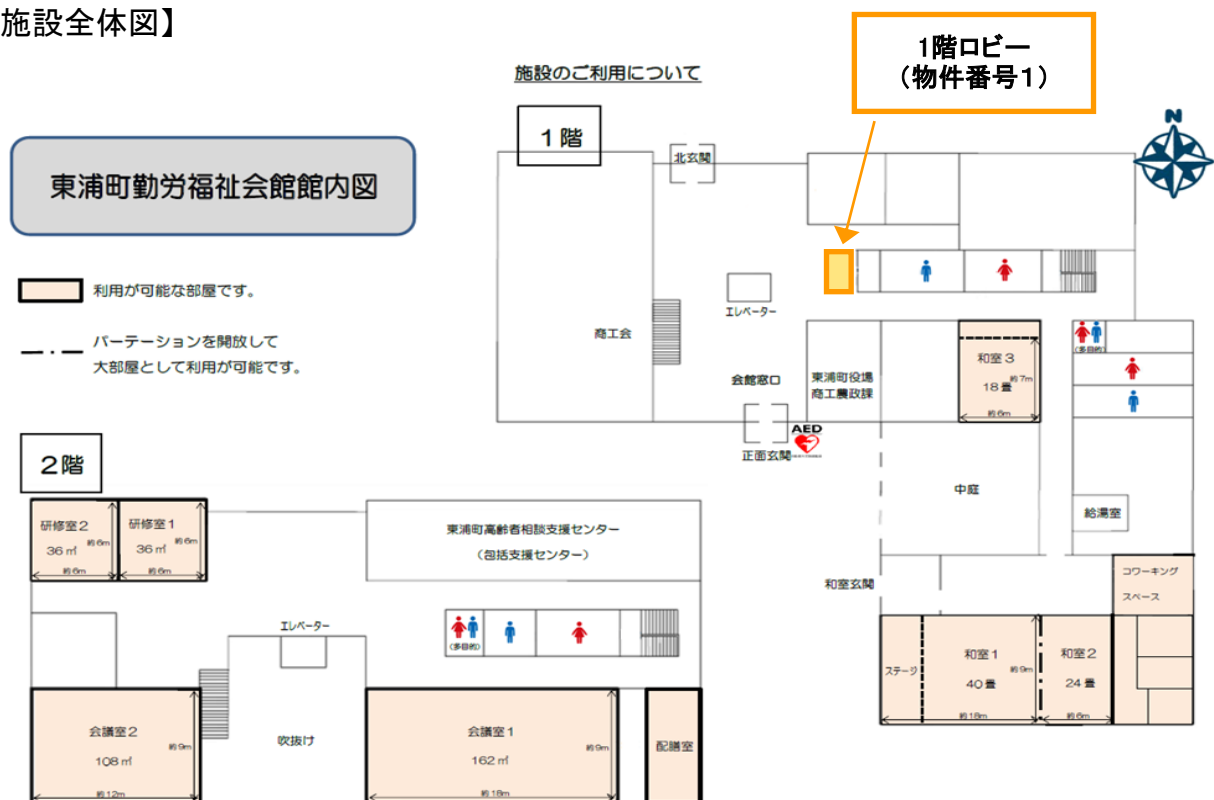 施設全体図】
1階ロビー
（物件番号1）
施設のご利用について
1階
N
北玄関
東浦町勤労福祉会館館内図
利用が可能な部屋です。
パーテーションを開放して
大部屋として利用が可能です。
エレベーター
商工会
会館窓口
東浦町役場
商工農政課
和室3
18畳
約7m
約6m
(多目的)
AED
正面玄関
中庭
給湯室
和室玄関
コワーキング
スペース
ステージ
和室1
40畳
約9m
約18m
和室2
24畳
約6m
2階
研修室2
36㎡
約6m
約6m
研修室1
36㎡
約6m
約6m
東浦町高齢者相談支援センター
（包括支援センター）
エレベーター
(多目的)
会議室2
108㎡
約9m
約12m
吹抜け
会議室1
162㎡
約9m
約18m
配膳室